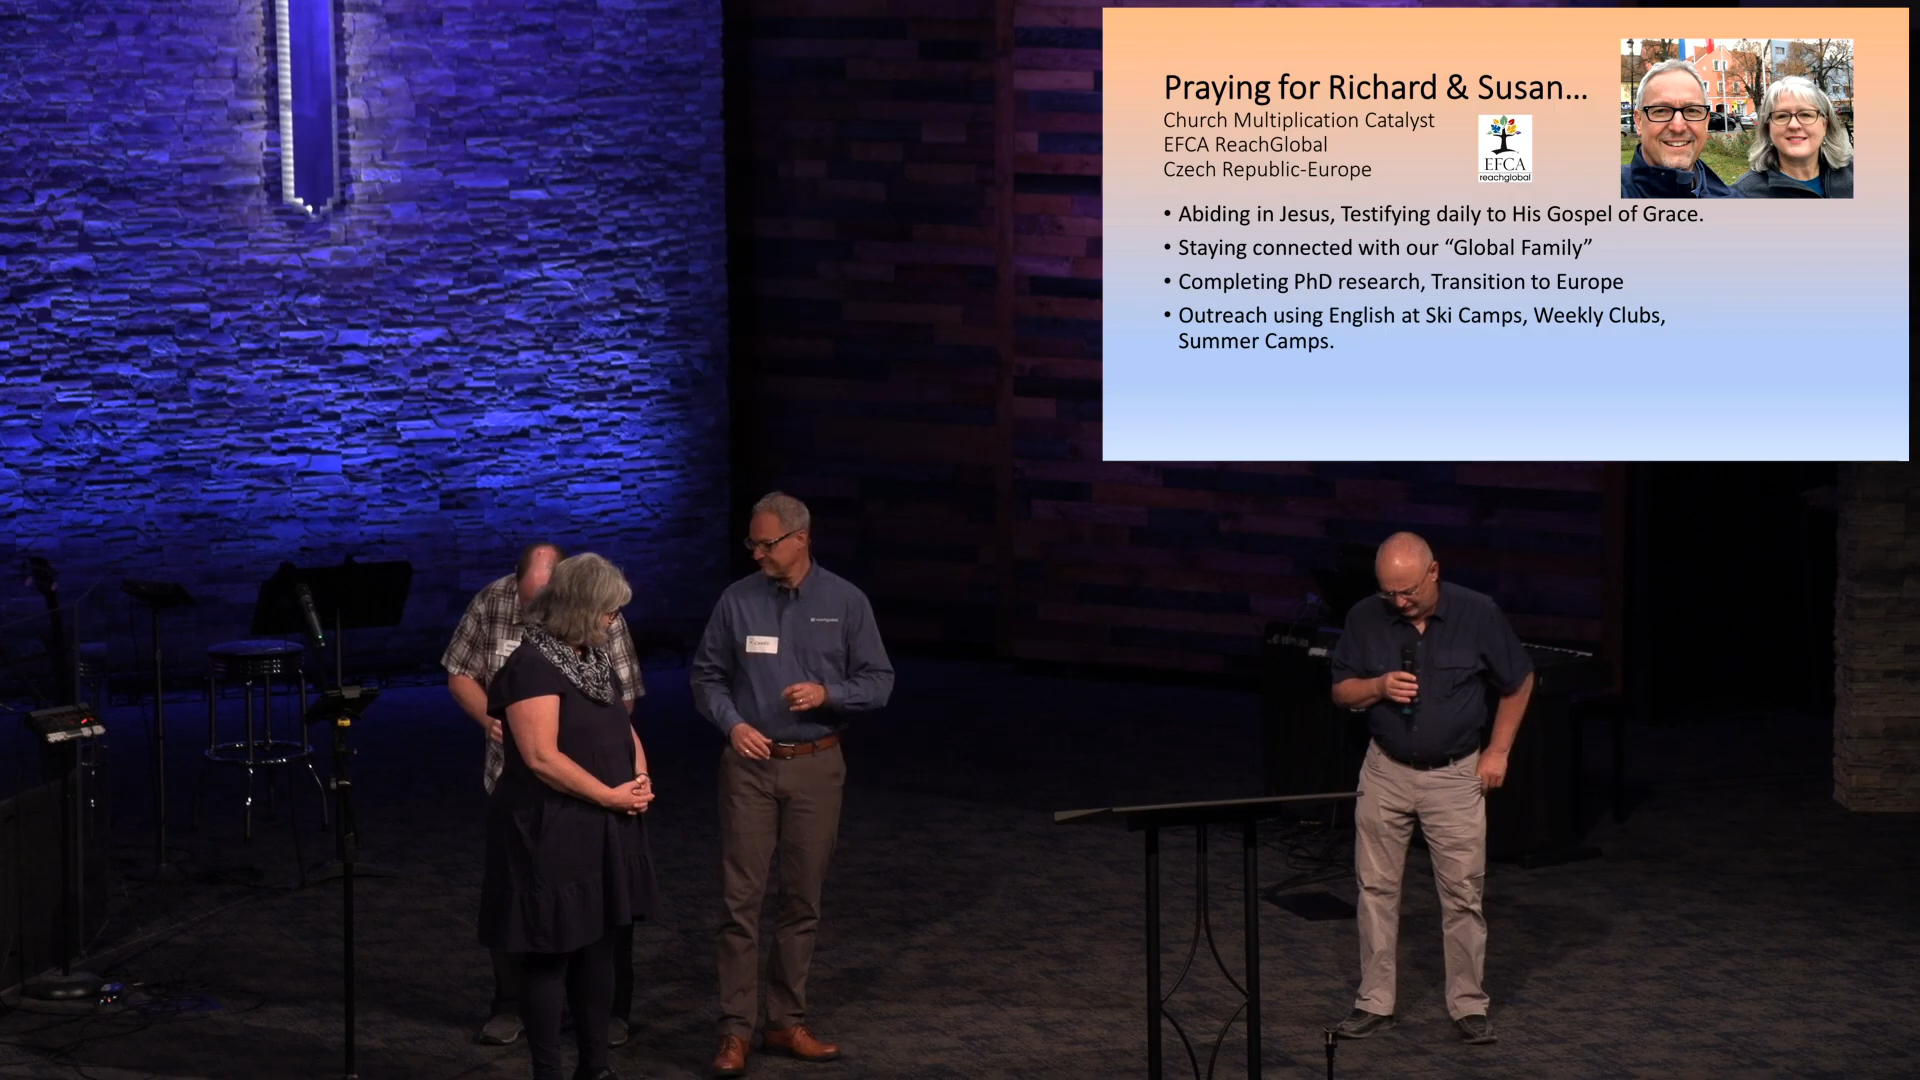 Praying for Richard & Susan...
Church Multiplication Catalyst
EFCA ReachGlobal
Czech Republic-Europe
EFCA
reachglobal
• Abiding in Jesus, Testifying daily to His Gospel of Grace.
• Staying connected with our “Global Family”
• Completing PhD research, Transition to Europe
• Outreach using English at Ski Camps, Weekly Clubs,
Summer Camps.
reachglobal